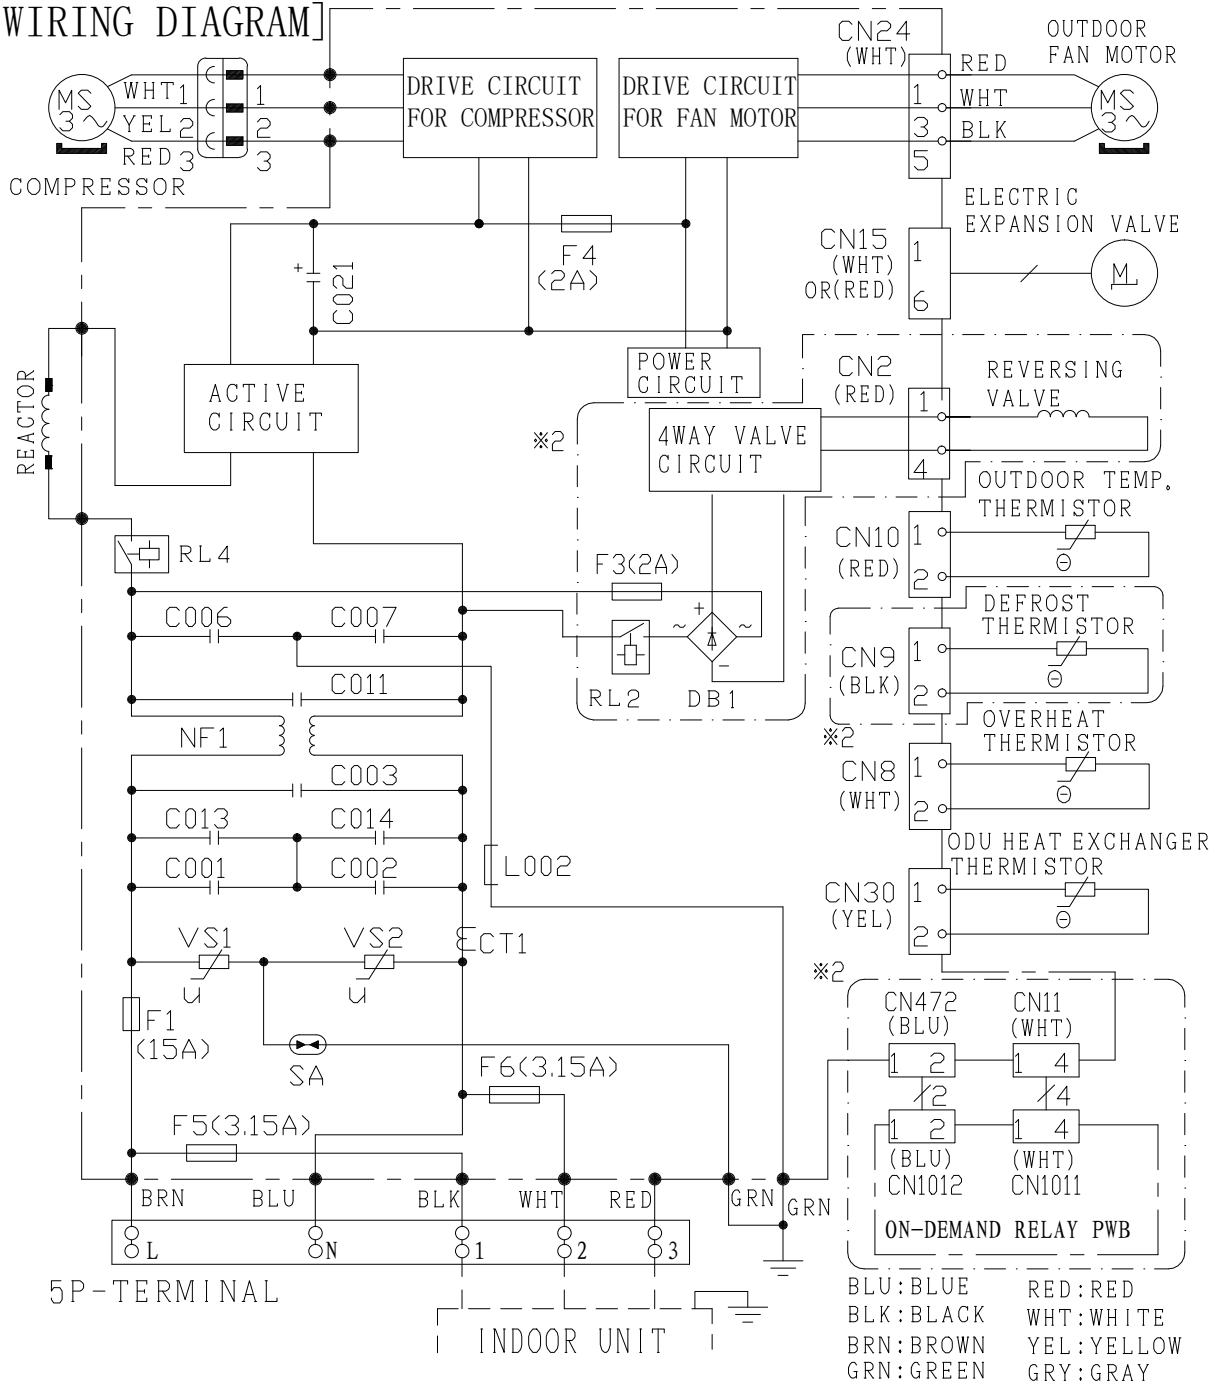 WIRING DIAGRAM]
CN24
(WHT)
OUTDOOR
FAN MOTOR
MS
3～
WHT 1
1
YEL 2
2
RED 3
3
COMPRESSOR
DRIVE CIRCUIT
FOR COMPRESSOR
DRIVE CIRCUIT
FOR FAN MOTOR
1
3
5
RED
WHT
BLK
MS
3～
ELECTRIC
EXPANSION VALVE
CN15
(WHT)
OR(RED)
1
6
M
F4
(2A)
+
C021
REACTOR
ACTIVE
CIRCUIT
POWER
CIRCUIT
CN2
(RED)
1
4
REVERSING
VALVE
※2
4WAY VALVE
CIRCUIT
OUTDOOR TEMP.
THERMISTOR
CN10
(RED)
1
2
RL4
F3(2A)
C006
C007
~
+
~
−
RL2
DB1
DEFROST
THERMISTOR
CN9
(BLK)
1
2
C011
NF1
※2
OVERHEAT
THERMISTOR
CN8
(WHT)
1
2
C003
C013
C014
C001
C002
L002
ODU HEAT EXCHANGER
THERMISTOR
CN30
(YEL)
1
2
VS1
U
VS2
U
CT1
※2
F1
(15A)
SA
F6(3.15A)
F5(3.15A)
CN472
(BLU)
CN11
(WHT)
1 2
1 4
2
4
1 2
1 4
(BLU)
CN1012
(WHT)
CN1011
ON-DEMAND RELAY PWB
BRN
BLU
BLK
WHT
RED
GRN
GRN
L
N
1
2
3
5P-TERMINAL
INDOOR UNIT
BLU:BLUE
RED:RED
BLK:BLACK
WHT:WHITE
BRN:BROWN
YEL:YELLOW
GRN:GREEN
GRY:GRAY